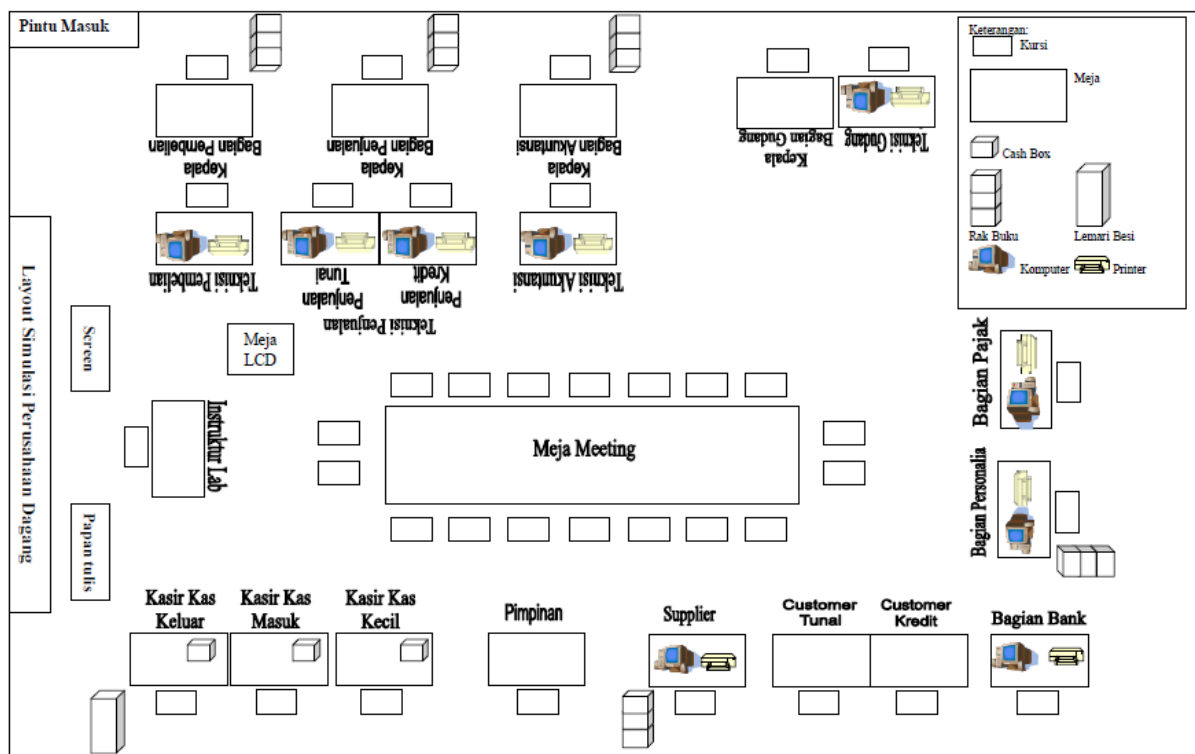 Pintu Masuk
Keterangan:
Kursi
Meja
Cash Box
Rak Buku
Lemari Besi
Komputer
Printer
Kepala
Bagian Pembelian
Kepala
Bagian Penjualan
Kepala
Bagian Akuntansi
Kepala
Bagian Gudang
Teknisi Gudang
Teknisi Pembelian
Penjualan
Tunai
Penjualan
Kredit
Teknisi Penjualan
Teknisi Akuntansi
Layout Simulasi Perusahaan Dagang
Screen
Meja
LCD
Instruktur Lab
Meja Meeting
Bagian Pajak
Bagian Personalia
Papan tulis
Kasir Kas
Keluar
Kasir Kas
Masuk
Kasir Kas
Kecil
Pimpinan
Supplier
Customer
Tunai
Customer
Kredit
Bagian Bank